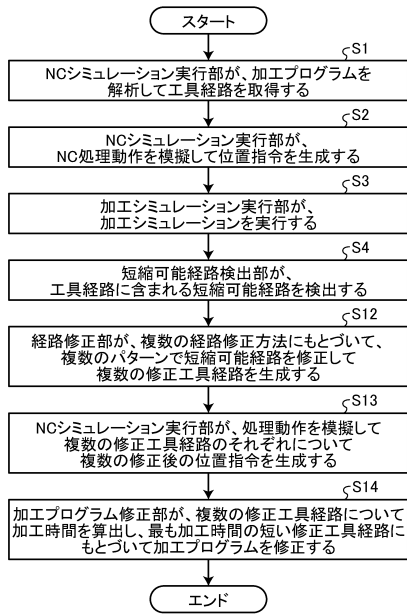 スタート
S1
NCシミュレーション実行部が、加工プログラムを
解析して工具経路を取得する
S2
NCシミュレーション実行部が、
NC処理動作を模擬して位置指令を生成する
S3
加工シミュレーション実行部が、
加工シミュレーションを実行する
S4
短縮可能経路検出部が、
工具経路に含まれる短縮可能経路を検出する
S12
経路修正部が、複数の経路修正方法にもとづいて、
複数のパターンで短縮可能経路を修正して
複数の修正工具経路を生成する
S13
NCシミュレーション実行部が、処理動作を模擬して
複数の修正工具経路のそれぞれについて
複数の修正後の位置指令を生成する
S14
加工プログラム修正部が、複数の修正工具経路について
加工時間を算出し、最も加工時間の短い修正工具経路に
もとづいて加工プログラムを修正する
エンド